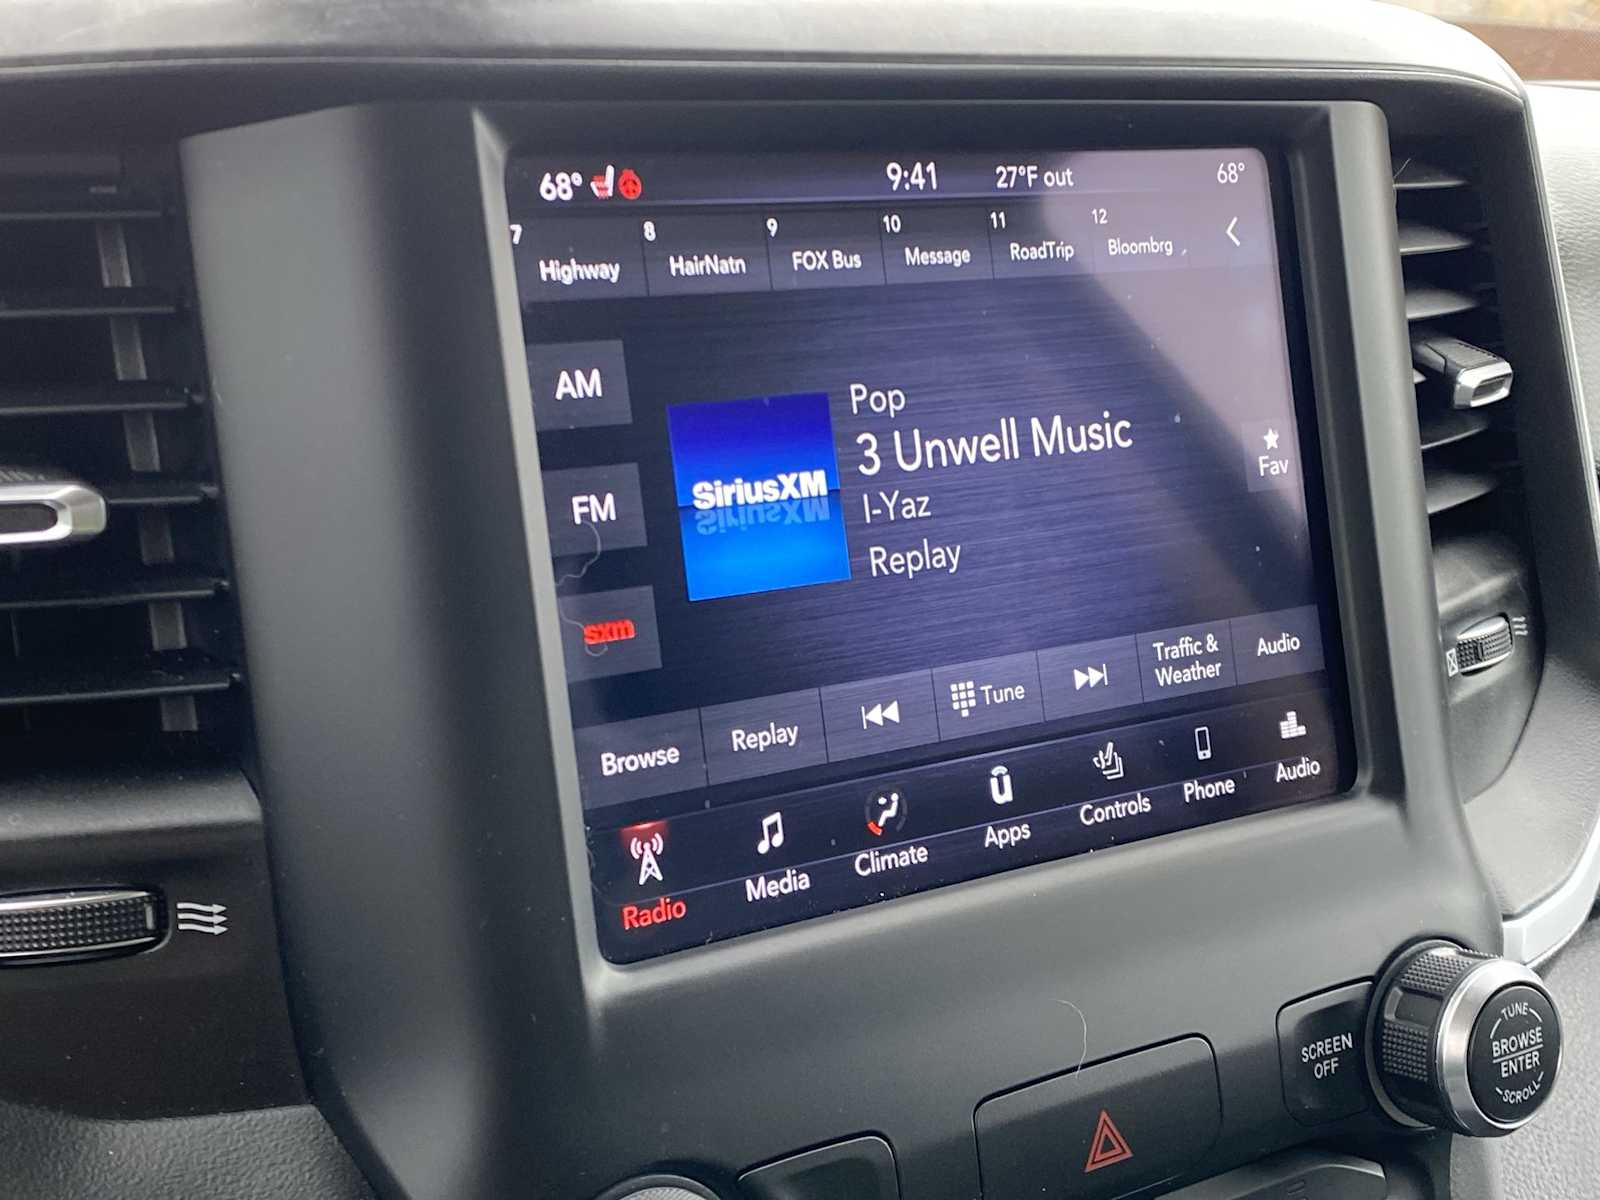 68° 9:41 27°F out 68°
7 8 9 10 11 12
Highway HairNatn FOX Bus Message RoadTrip Bloombrg
AM
Pop
3 Unwell Music
SiriusXM
I-Yaz
Fav
FM
Replay
sxm
Browse Replay Tune Traffic & Weather Audio
Radio Media Climate Apps Controls Phone Audio
SCREEN
OFF
TUNE
BROWSE
ENTER
SCROLL